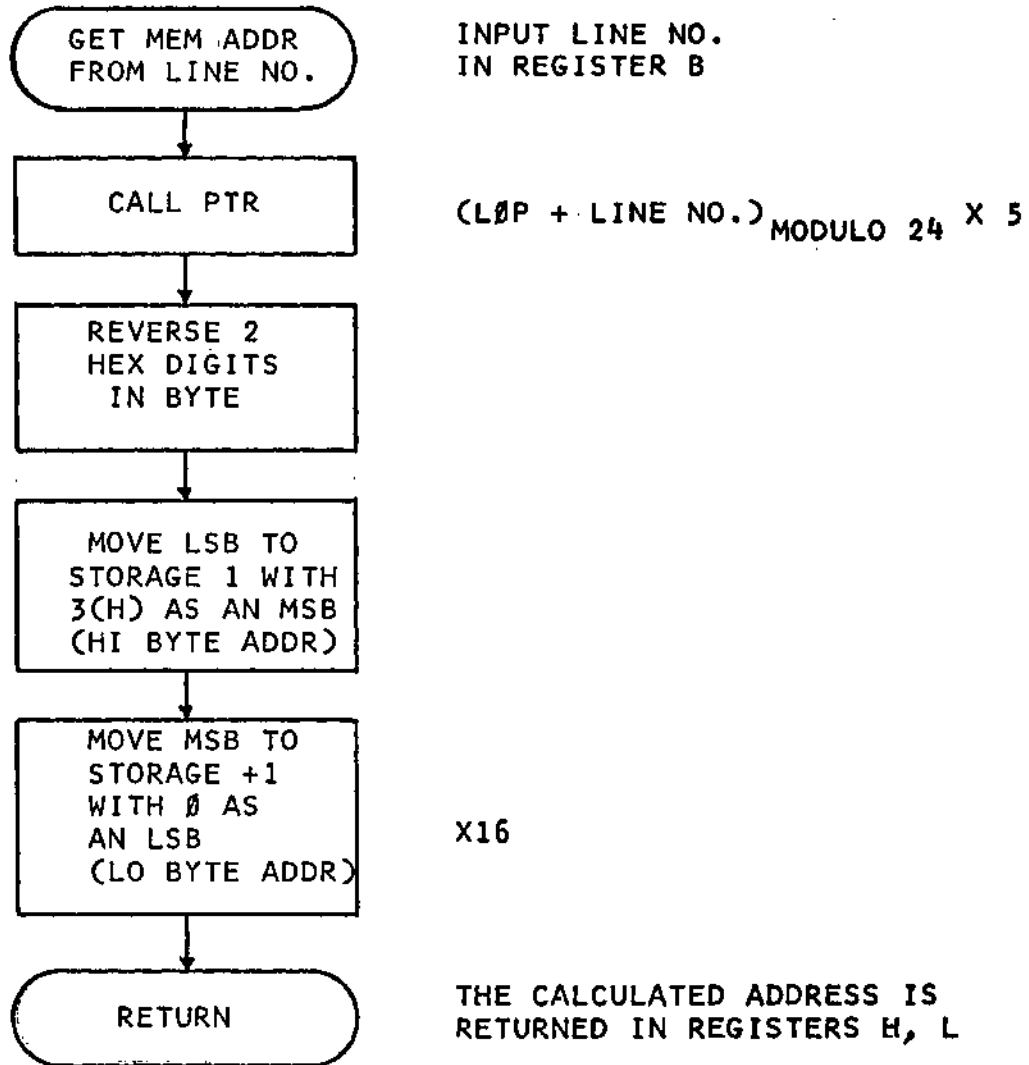 GET MEM ADDR
FROM LINE NO.
INPUT LINE NO.
IN REGISTER B
CALL PTR
(LØP + LINE NO.) MODULO 24 X 5
REVERSE 2
HEX DIGITS
IN BYTE
MOVE LSB TO
STORAGE 1 WITH
3(H) AS AN MSB
(HI BYTE ADDR)
MOVE MSB TO
STORAGE +1
WITH Ø AS
AN LSB
(LO BYTE ADDR)
X16
RETURN
THE CALCULATED ADDRESS IS
RETURNED IN REGISTERS H, L